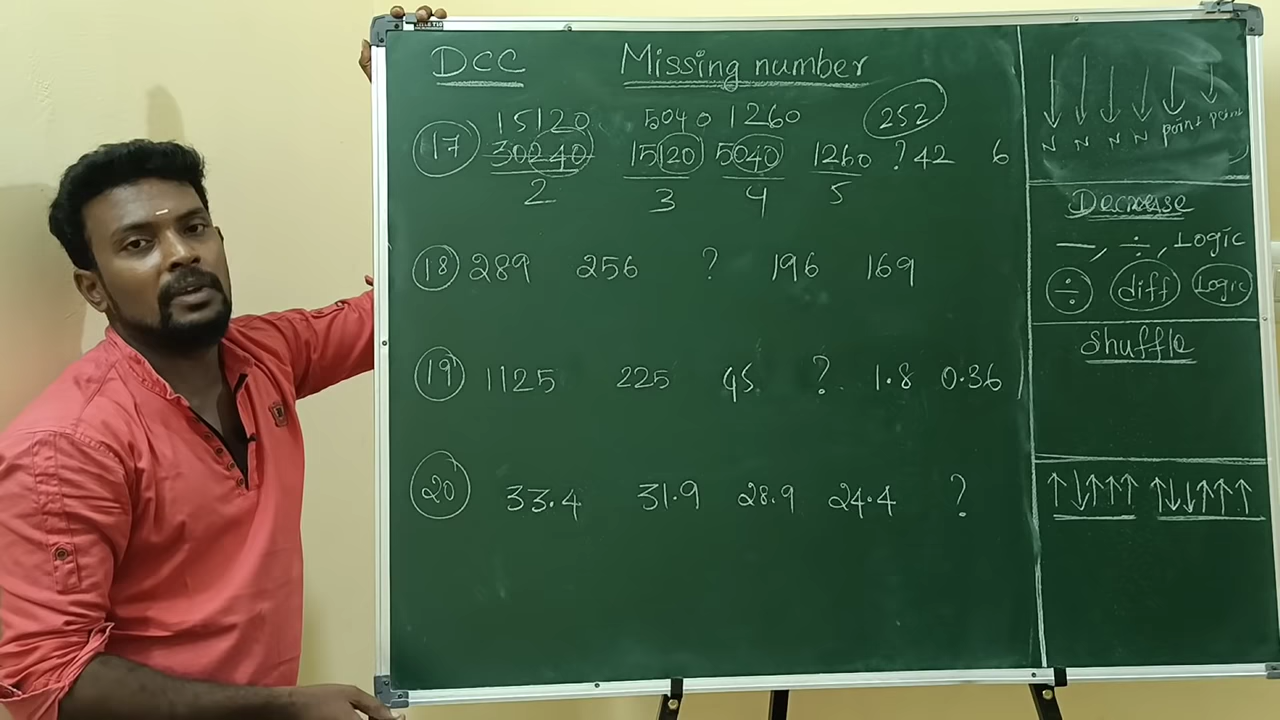 DCC Missing number
15120 5040 1260 252
17 30240 15120 5040 1260 ? 42 6
2 3 4 5
18 289 256 ? 196 169
19 1125 225 45 ? 1.8 0.36
20 33.4 31.9 28.9 24.4 ?
↓ ↓ ↓ ↓ ↓ ↓
N N N N point point
Decrease
—, ÷, Logic
÷ diff Logic
Shuffle
↑↓↑↑↑ ↑↓↓↑↑↑